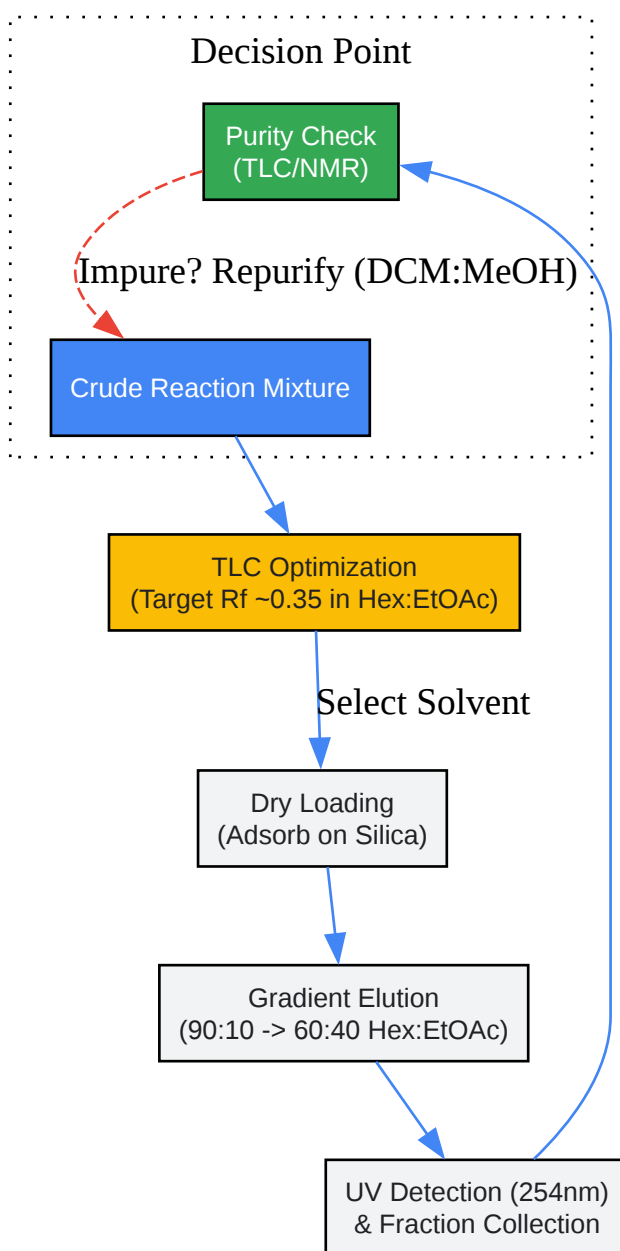 Decision Point
Purity Check
(TLC/NMR)
Impure? Repurify (DCM:MeOH)
Crude Reaction Mixture
TLC Optimization
(Target Rf ~0.35 in Hex:EtOAc)
Select Solvent
Dry Loading
(Adsorb on Silica)
Gradient Elution
(90:10 -> 60:40 Hex:EtOAc)
UV Detection (254nm)
& Fraction Collection